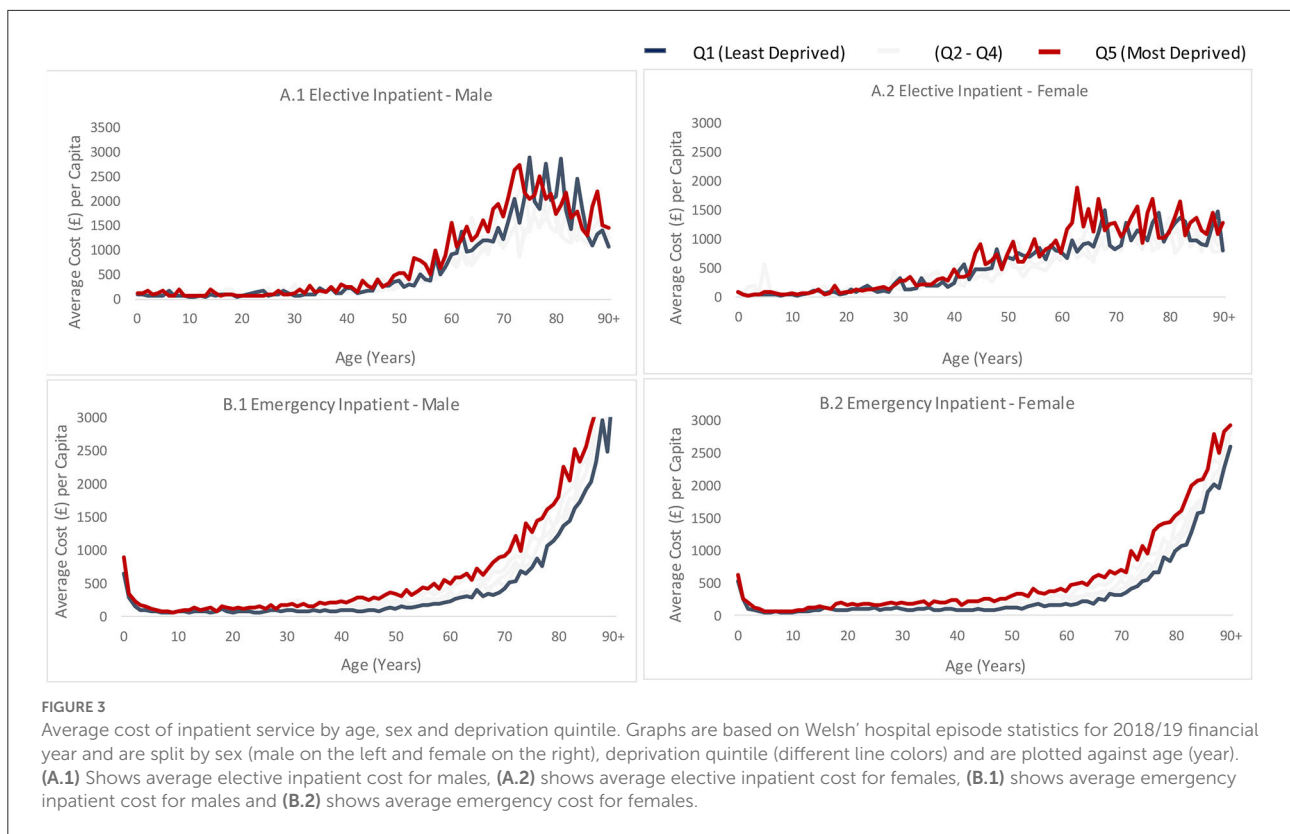 Q1 (Least Deprived) (Q2 - Q4) Q5 (Most Deprived)
A.1 Elective Inpatient - Male
Average Cost (£) per Capita
3500
3000
2500
2000
1500
1000
500
0
0 10 20 30 40 50 60 70 80 90+
Age (Years)
A.2 Elective Inpatient - Female
Average Cost (£) per Capita
3000
2500
2000
1500
1000
500
0
0 10 20 30 40 50 60 70 80 90+
Age (Years)
B.1 Emergency Inpatient - Male
Average Cost (£) per Capita
3000
2500
2000
1500
1000
500
0
0 10 20 30 40 50 60 70 80 90+
Age (Years)
B.2 Emergency Inpatient - Female
Average Cost (£) per Capita
3000
2500
2000
1500
1000
500
0
0 10 20 30 40 50 60 70 80 90+
Age (Years)
FIGURE 3
Average cost of inpatient service by age, sex and deprivation quintile. Graphs are based on Welsh' hospital episode statistics for 2018/19 financial
year and are split by sex (male on the left and female on the right), deprivation quintile (different line colors) and are plotted against age (year).
(A.1) Shows average elective inpatient cost for males, (A.2) shows average elective inpatient cost for females, (B.1) shows average emergency
inpatient cost for males and (B.2) shows average emergency cost for females.